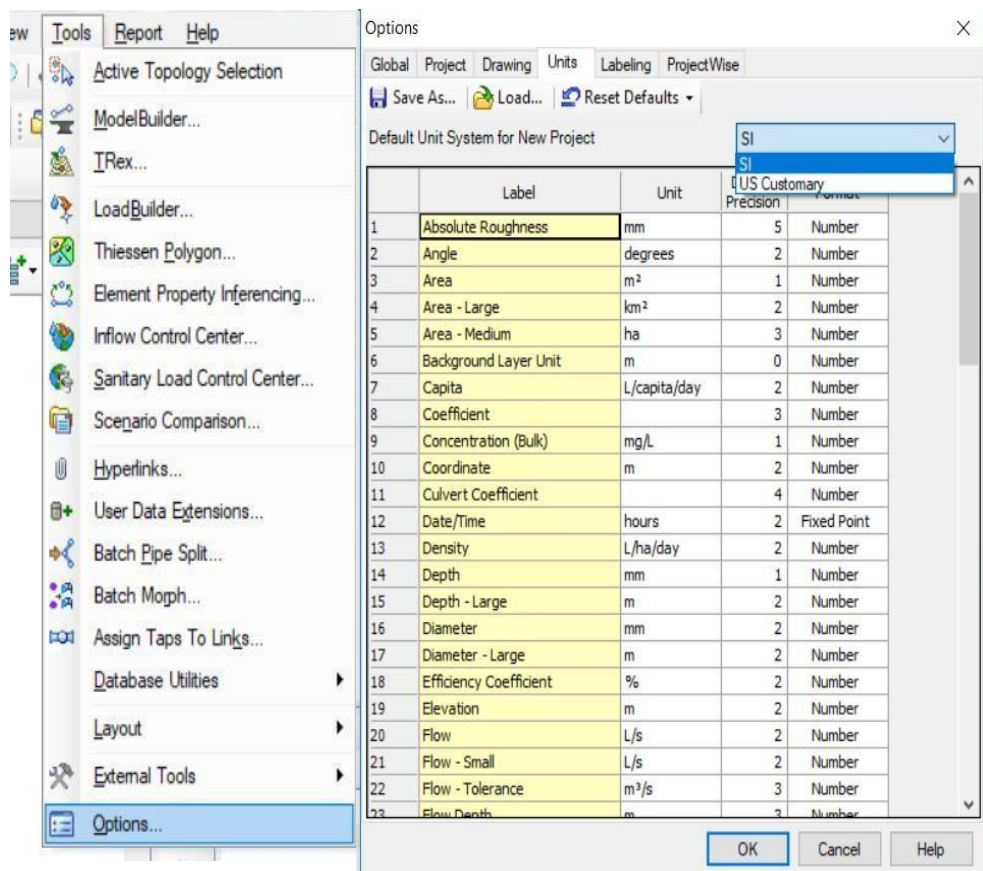 ew Tools Report Help
Active Topology Selection
ModelBuilder...
TRex...
LoadBuilder...
Thiessen Polygon...
Element Property Inferencing...
Inflow Control Center...
Sanitary Load Control Center...
Scenario Comparison...
Hyperlinks...
User Data Extensions...
Batch Pipe Split...
Batch Morph...
Assign Taps To Links...
Database Utilities
Layout
External Tools
Options...
Options
Global Project Drawing Units Labeling ProjectWise
Save As... Load... Reset Defaults
Default Unit System for New Project SI
SI
US Customary
Label Unit Precision
1 Absolute Roughness mm 5 Number
2 Angle degrees 2 Number
3 Area m² 1 Number
4 Area - Large km² 2 Number
5 Area - Medium ha 3 Number
6 Background Layer Unit m 0 Number
7 Capita L/capita/day 2 Number
8 Coefficient 3 Number
9 Concentration (Bulk) mg/L 1 Number
10 Coordinate m 2 Number
11 Culvert Coefficient 4 Number
12 Date/Time hours 2 Fixed Point
13 Density L/ha/day 2 Number
14 Depth mm 1 Number
15 Depth - Large m 2 Number
16 Diameter mm 2 Number
17 Diameter - Large m 2 Number
18 Efficiency Coefficient % 2 Number
19 Elevation m 2 Number
20 Flow L/s 2 Number
21 Flow - Small L/s 2 Number
22 Flow - Tolerance m³/s 3 Number
23 Flow Depth m 3 Number
OK Cancel Help